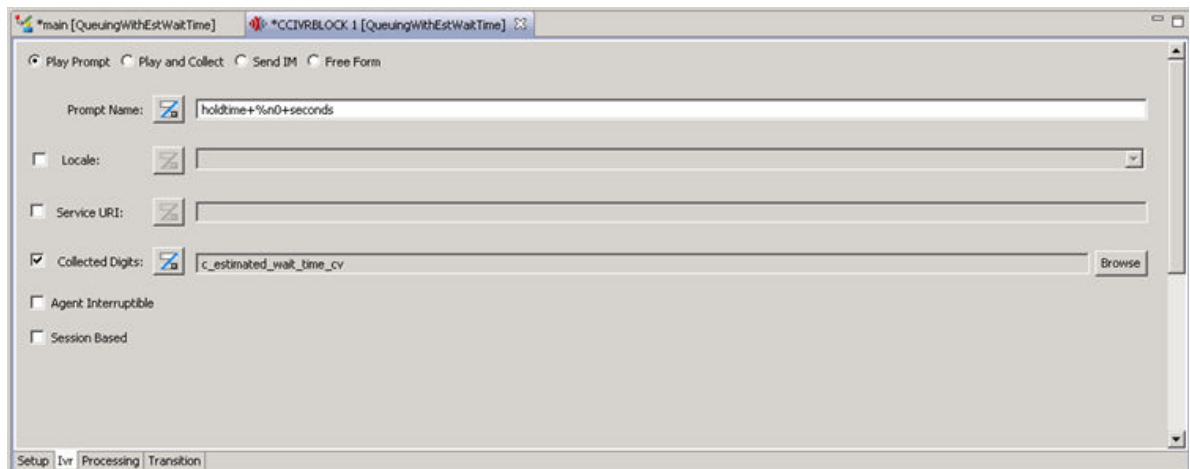 *main [QueuingWithEstWaitTime] *CCIVRBLOCK 1 [QueuingWithEstWaitTime]
Play Prompt Play and Collect Send IM Free Form
Prompt Name: holdtime+%n0+seconds
Locale:
Service URI:
Collected Digits: c_estimated_wait_time_cv Browse
Agent Interruptible
Session Based
Setup Ivr Processing Transition